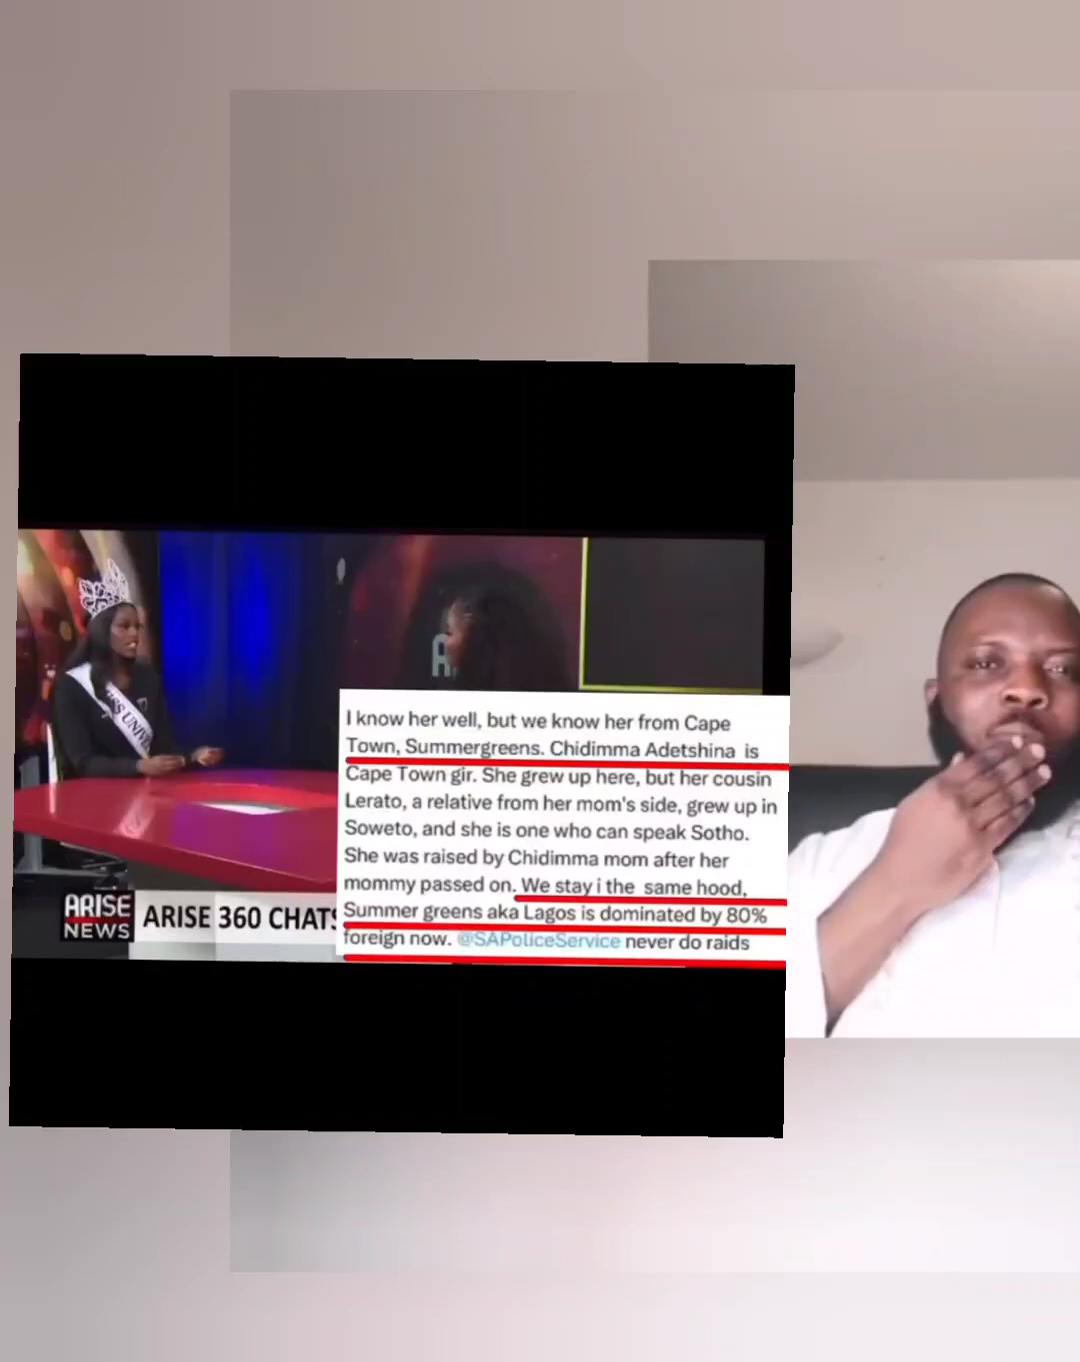 A
ISS UNIVE
I know her well, but we know her from Cape
Town, Summergreens. Chidimma Adetshina is
Cape Town gir. She grew up here, but her cousin
Lerato, a relative from her mom's side, grew up in
Soweto, and she is one who can speak Sotho.
She was raised by Chidimma mom after her
mommy passed on. We stay i the same hood,
Summer greens aka Lagos is dominated by 80%
foreign now. @SAPoliceService never do raids
ARISE
NEWS
ARISE 360 CHATS